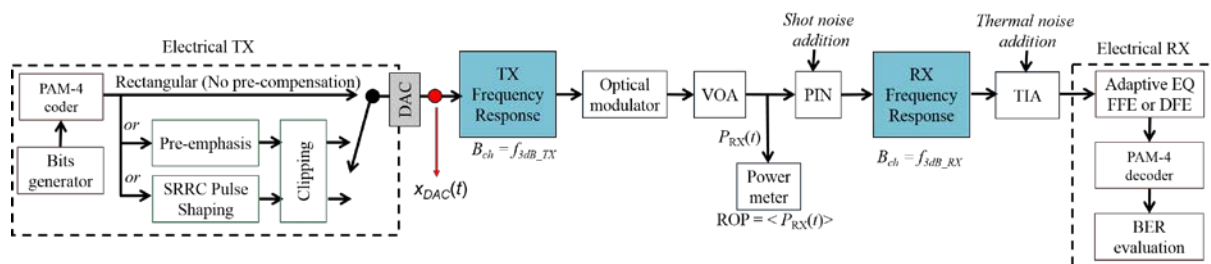 Electrical TX
PAM-4
coder
Bits
generator
Rectangular (No pre-compensation)
or
Pre-emphasis
or
SRRC Pulse
Shaping
Clipping
DAC
x_DAC(t)
TX
Frequency
Response
B_ch = f_3dB_TX
Optical
modulator
VOA
P_RX(t)
Power
meter
ROP = < P_RX(t)>
Shot noise
addition
PIN
RX
Frequency
Response
B_ch = f_3dB_RX
Thermal noise
addition
TIA
Electrical RX
Adaptive EQ
FFE or DFE
PAM-4
decoder
BER
evaluation